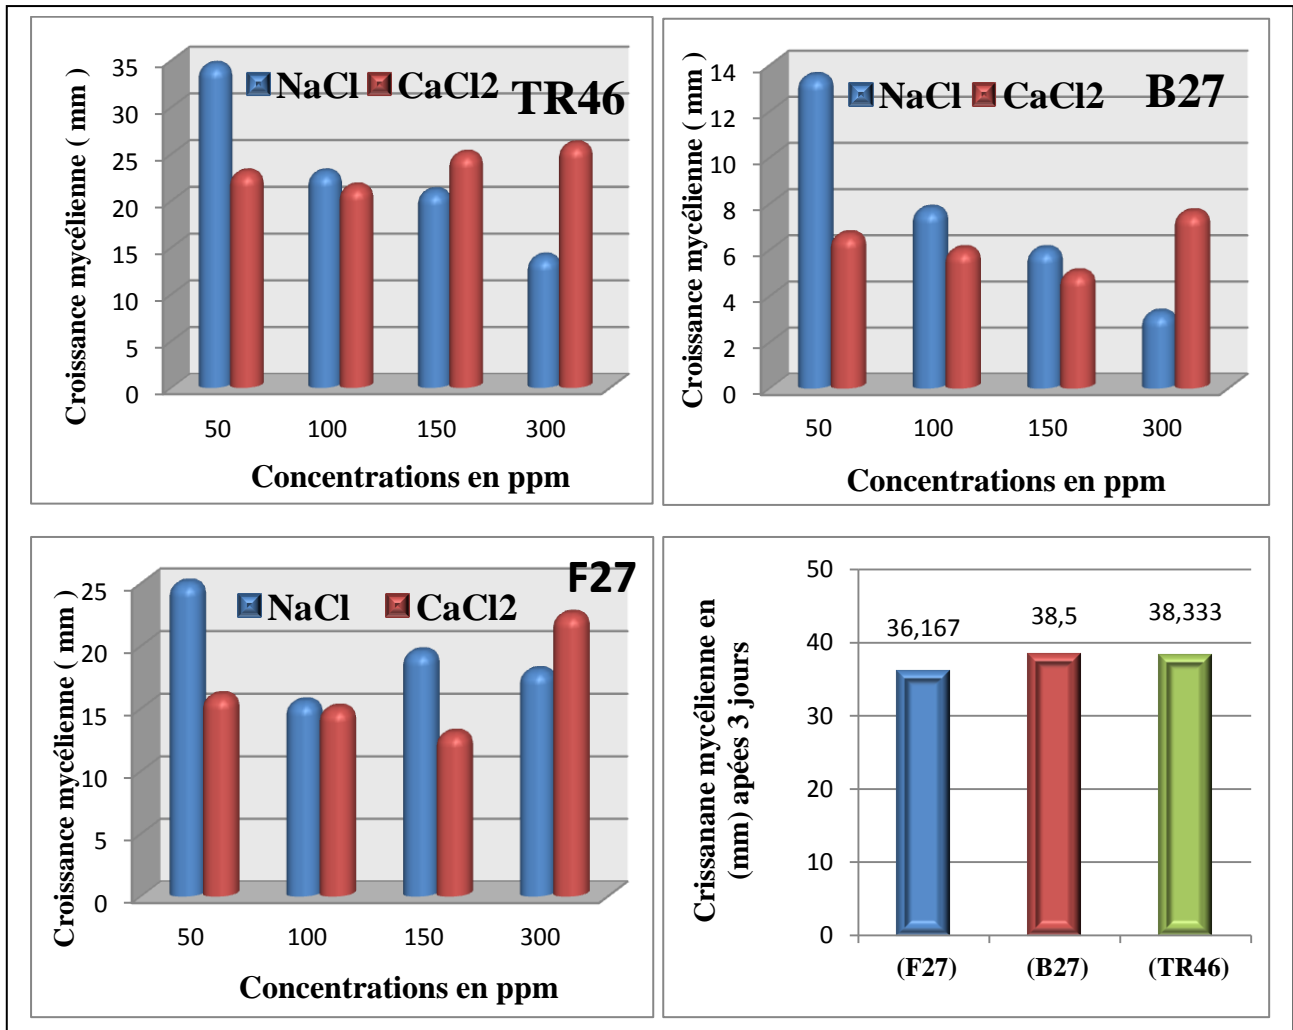 NaCl CaCl2 TR46
Croissance mycélienne ( mm )
35
30
25
20
15
10
5
0
50 100 150 300
Concentrations en ppm
NaCl CaCl2 B27
Croissance mycélienne ( mm )
14
12
10
8
6
4
2
0
50 100 150 300
Concentrations en ppm
F27
NaCl CaCl2
Croissance mycélienne ( mm )
25
20
15
10
5
0
50 100 150 300
Concentrations en ppm
Crissanane mycélienne en
(mm) apées 3 jours
50
40
30
20
10
0
36,167 38,5 38,333
(F27) (B27) (TR46)